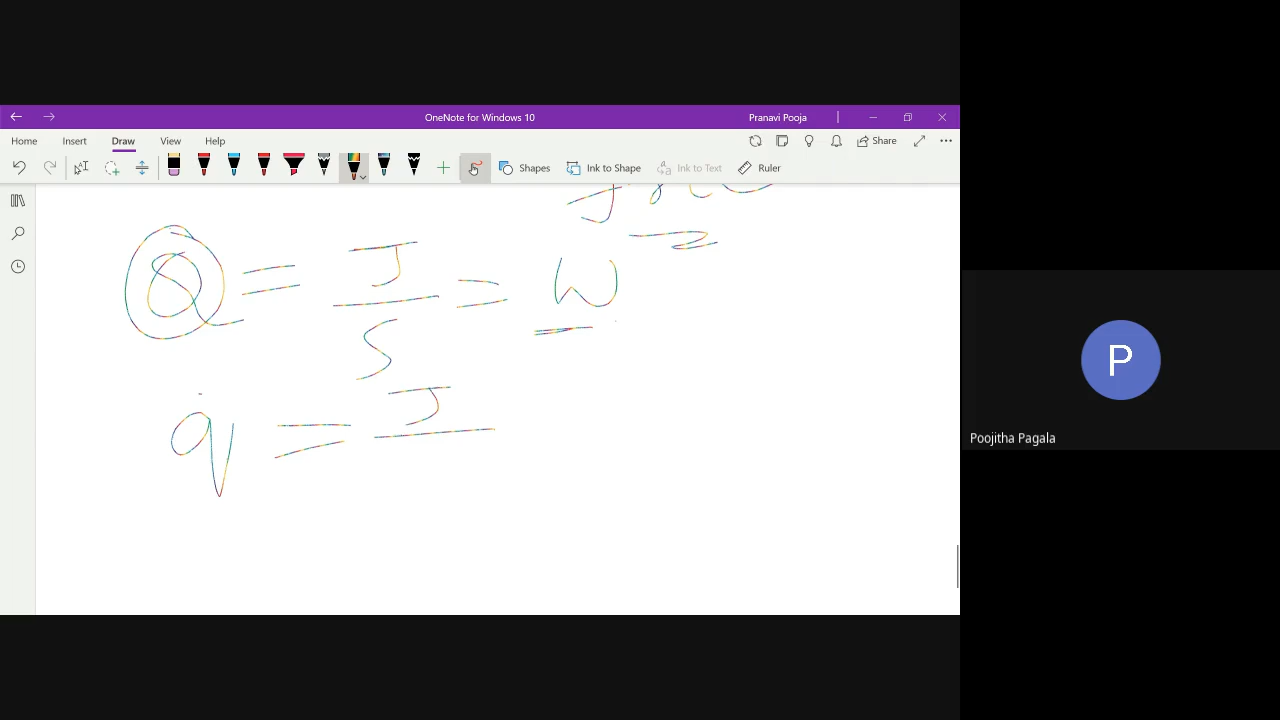 OneNote for Windows 10
Pranavi Pooja
Home Insert Draw View Help
Share
Shapes
Ink to Shape
Ink to Text
Ruler
Q = J/S = W
q = J
P
Poojitha Pagala